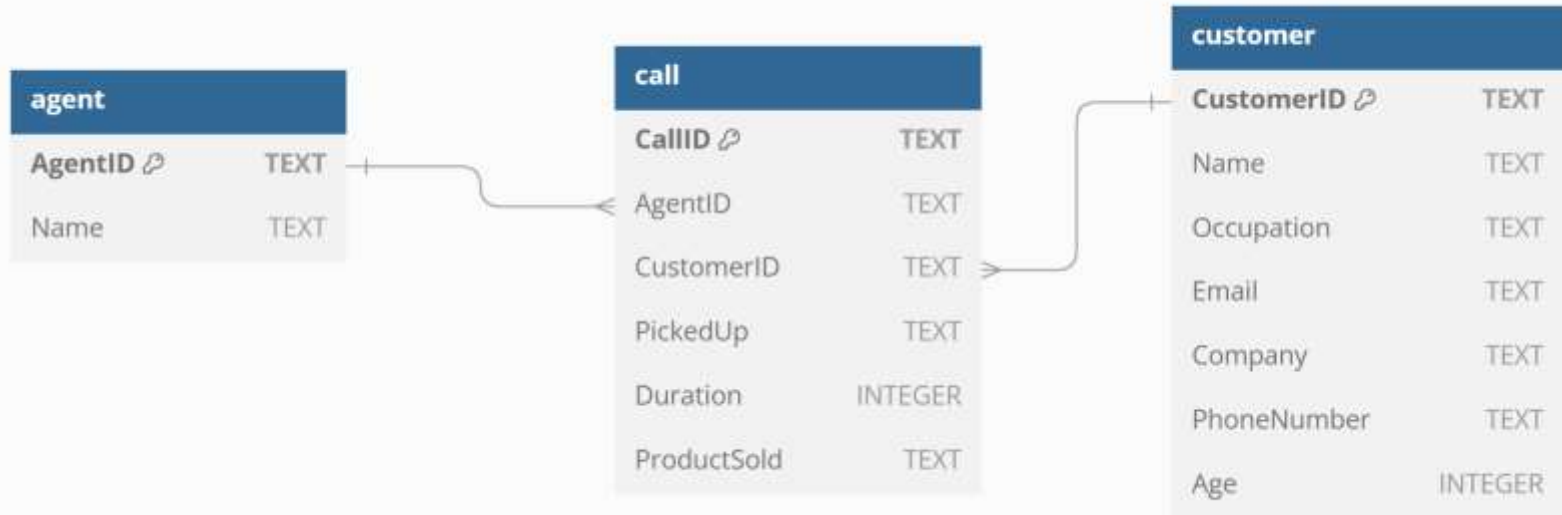 agent
AgentID TEXT
Name TEXT
call
CallID TEXT
AgentID TEXT
CustomerID TEXT
PickedUp TEXT
Duration INTEGER
ProductSold TEXT
customer
CustomerID TEXT
Name TEXT
Occupation TEXT
Email TEXT
Company TEXT
PhoneNumber TEXT
Age INTEGER